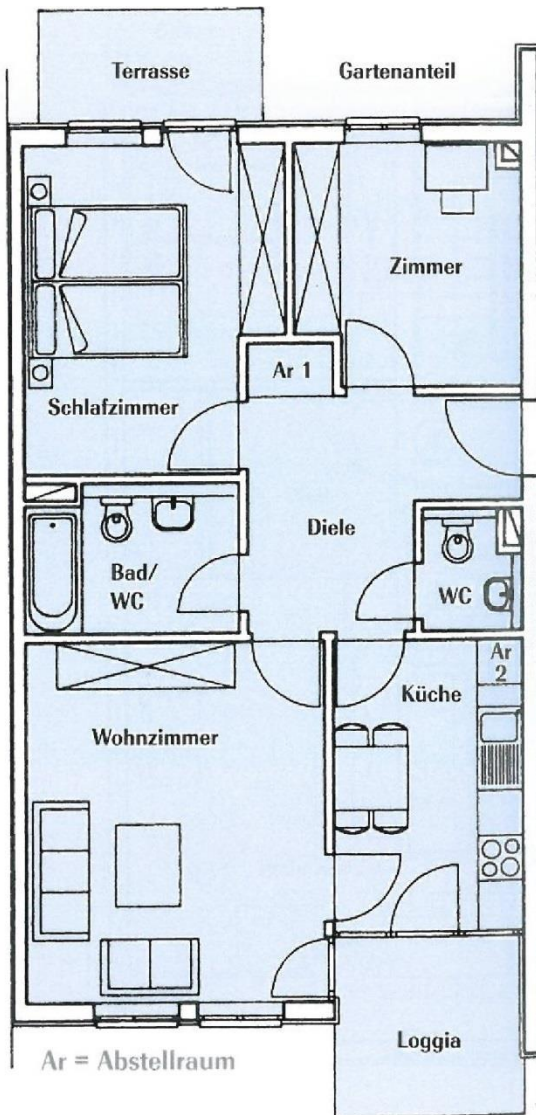 Terrasse
Gartenanteil
Zimmer
Ar 1
Schlafzimmer
Diele
Bad/
WC
WC
Ar
2
Küche
Wohnzimmer
Loggia
Ar = Abstellraum